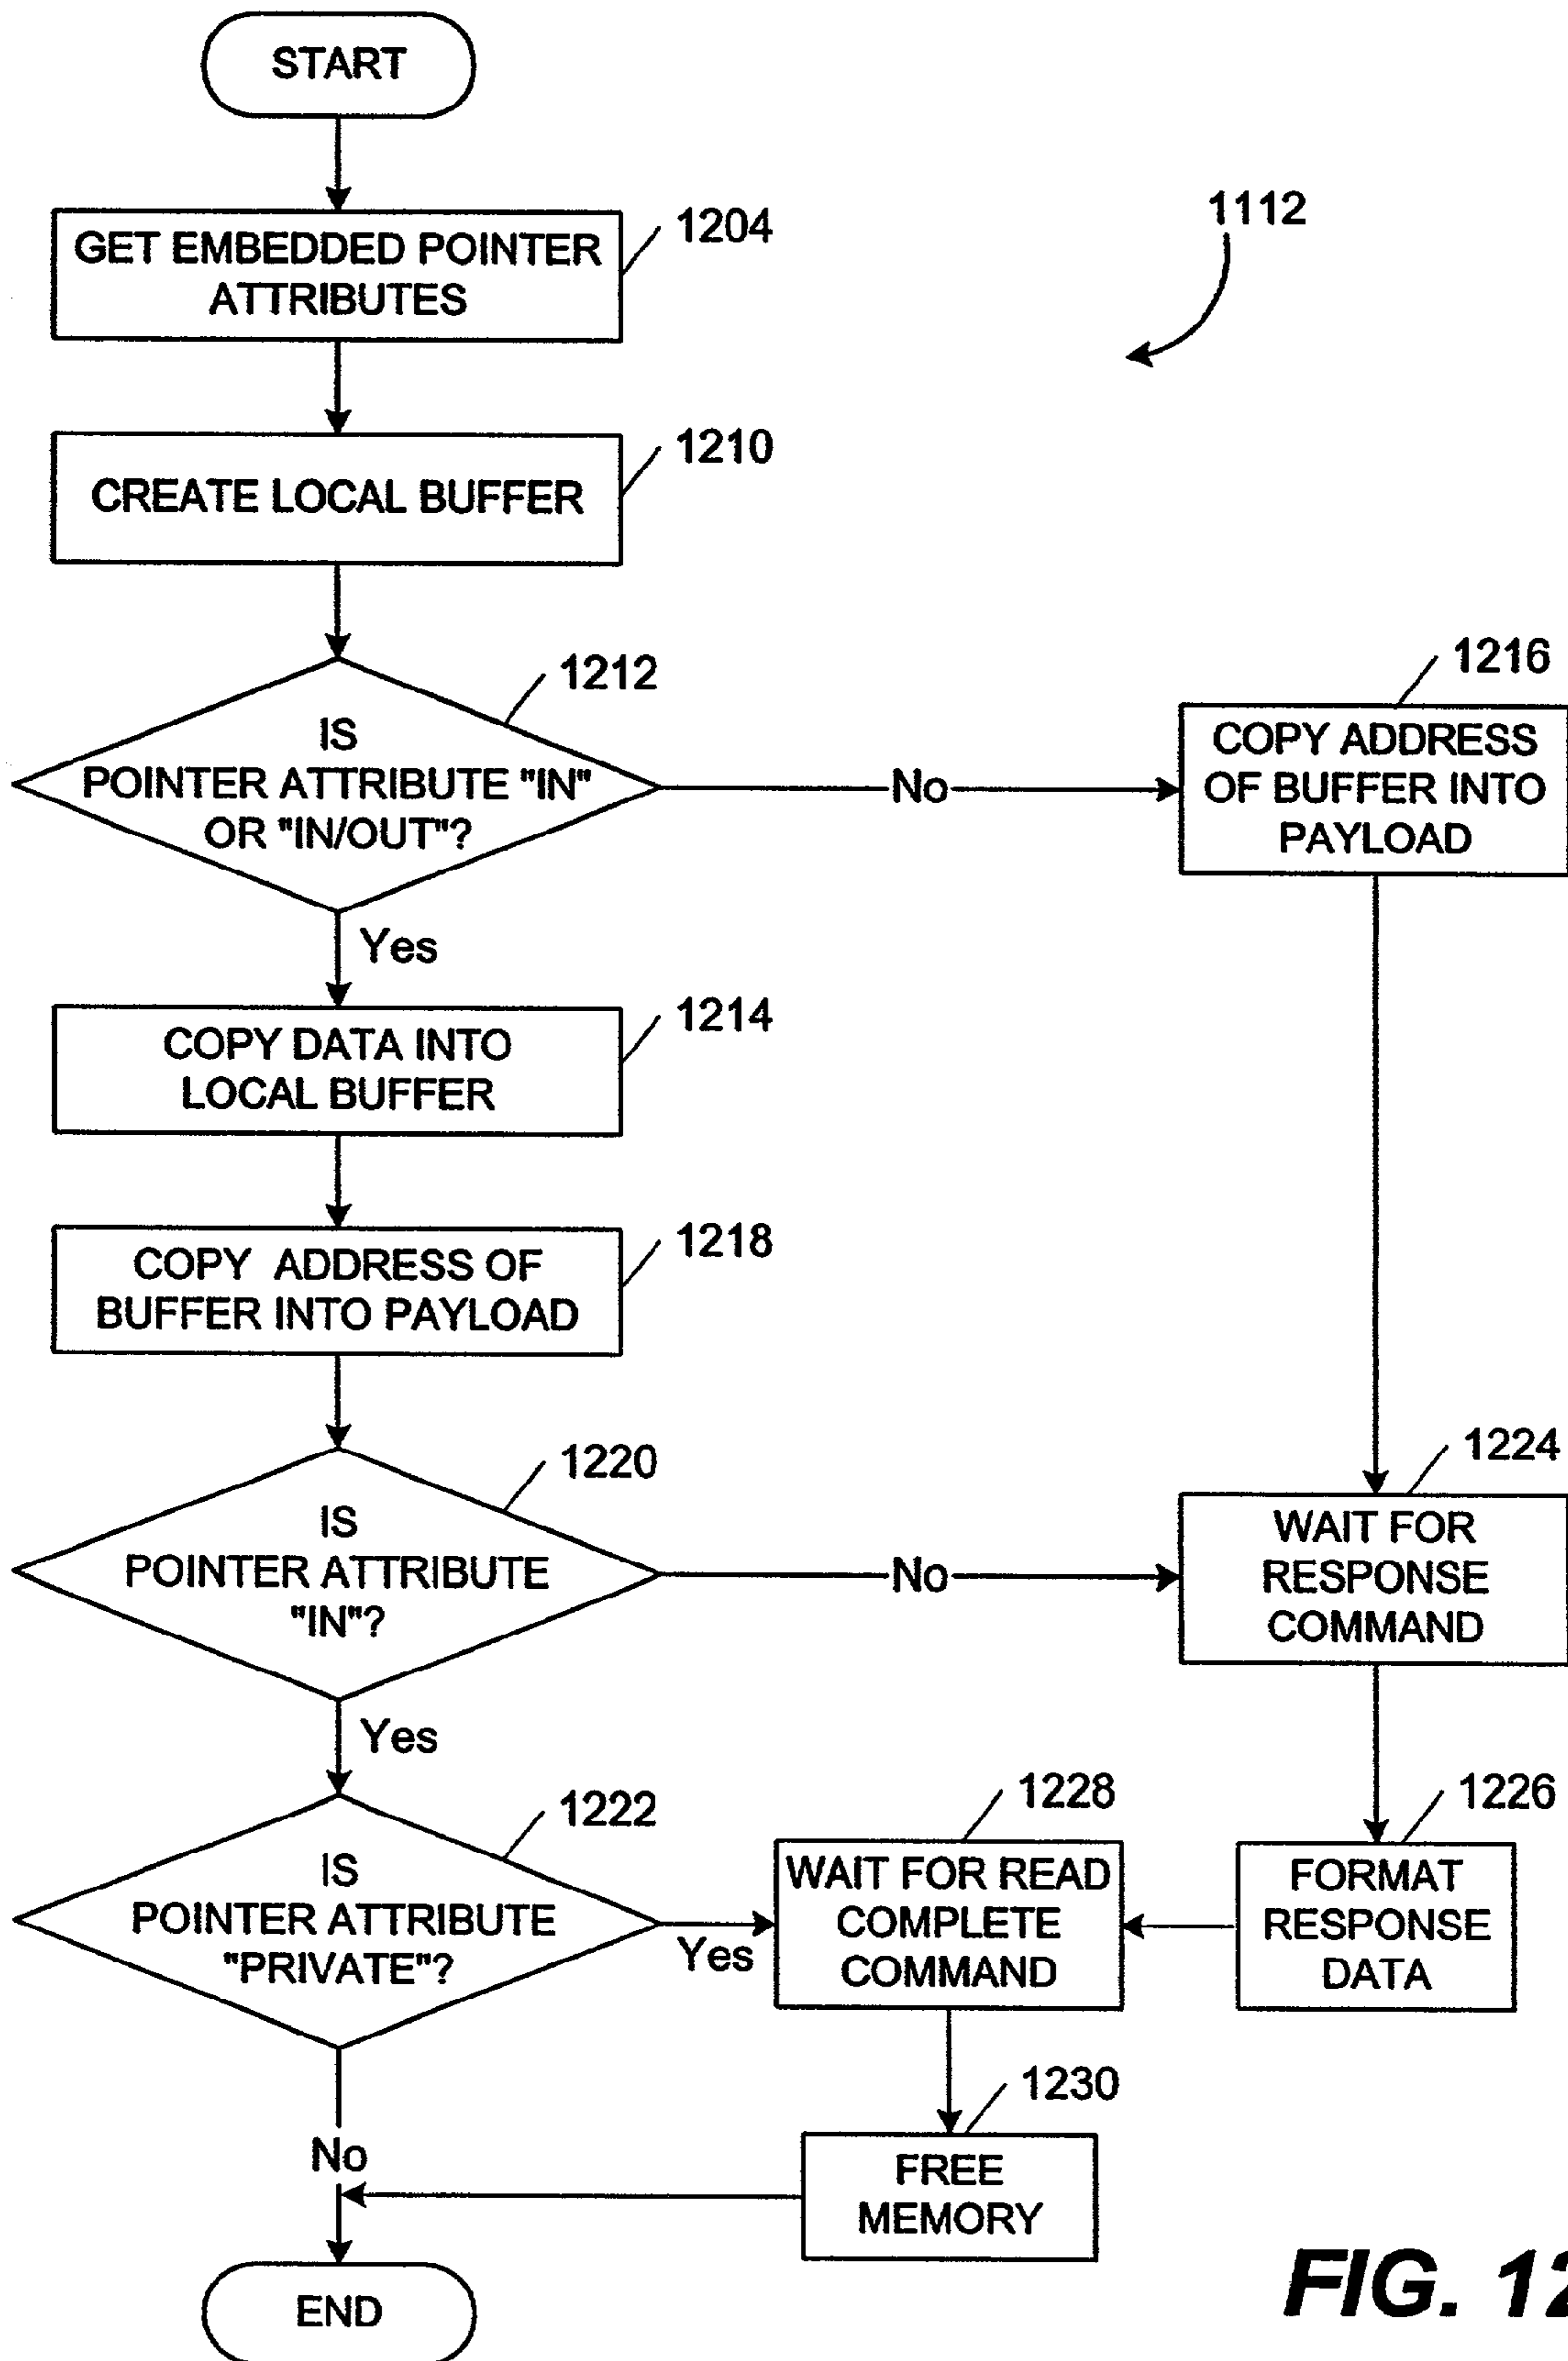 START
1204
GET EMBEDDED POINTER
ATTRIBUTES
1112
1210
CREATE LOCAL BUFFER
1212
IS
POINTER ATTRIBUTE "IN"
OR "IN/OUT"?
No
1216
COPY ADDRESS
OF BUFFER INTO
PAYLOAD
Yes
1214
COPY DATA INTO
LOCAL BUFFER
1218
COPY ADDRESS OF
BUFFER INTO PAYLOAD
1220
IS
POINTER ATTRIBUTE
"IN"?
No
1224
WAIT FOR
RESPONSE
COMMAND
Yes
1222
IS
POINTER ATTRIBUTE
"PRIVATE"?
Yes
1228
WAIT FOR READ
COMPLETE
COMMAND
1226
FORMAT
RESPONSE
DATA
No
1230
FREE
MEMORY
END
FIG. 12